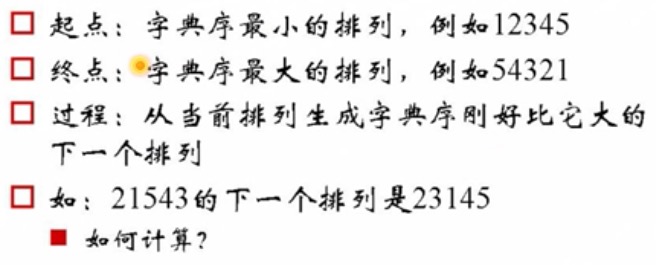 起点：字典序最小的排列，例如12345
终点：字典序最大的排列，例如54321
过程：从当前排列生成字典序刚好比它大的
下一个排列
如：21543的下一个排列是23145
如何计算？